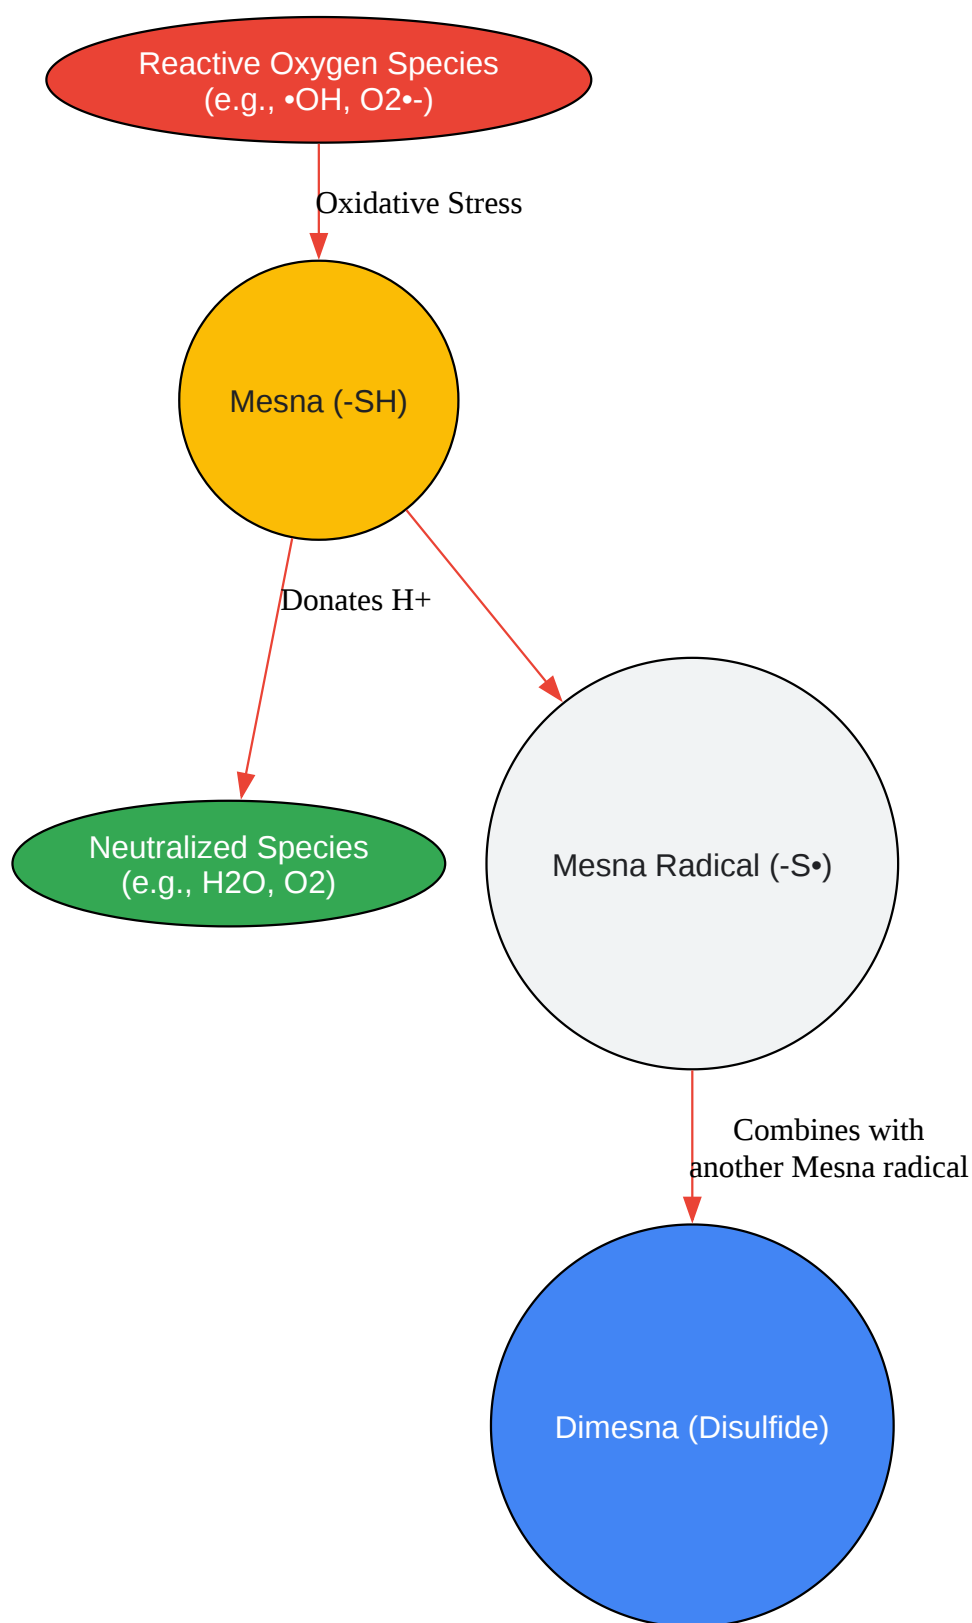 Reactive Oxygen Species
(e.g., •OH, O2•-)
Oxidative Stress
Mesna (-SH)
Donates H+
Neutralized Species
(e.g., H2O, O2)
Mesna Radical (-S•)
Combines with
another Mesna radical
Dimesna (Disulfide)